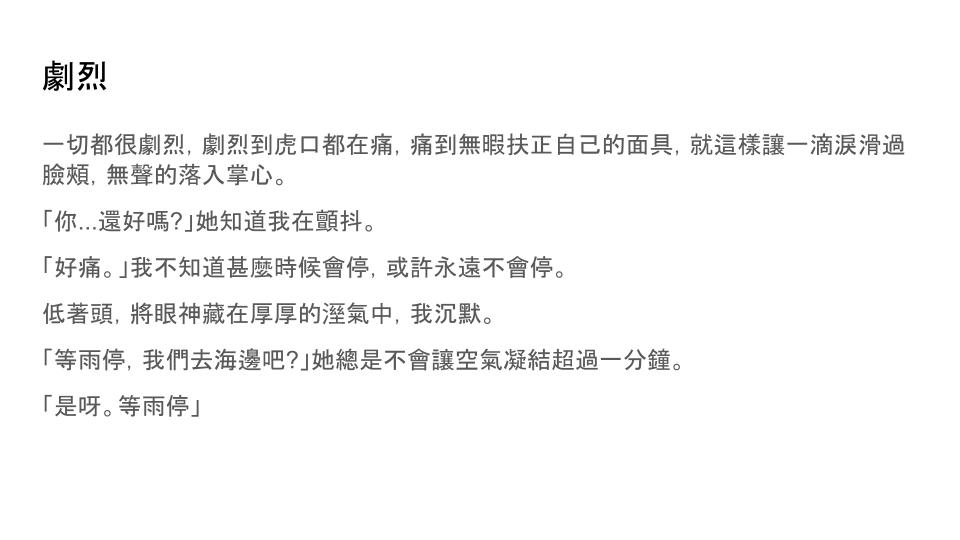 劇烈
一切都很劇烈, 劇烈到虎口都在痛, 痛到無暇扶正自己的面具, 就這樣讓一滴淚滑過
臉頰, 無聲的落入掌心。
「你...還好嗎?」她知道我在顫抖。
「好痛。」我不知道甚麼時候會停, 或許永遠不會停。
低著頭, 將眼神藏在厚厚的溼氣中, 我沉默。
「等雨停, 我們去海邊吧?」她總是不會讓空氣凝結超過一分鐘。
「是呀。等雨停」